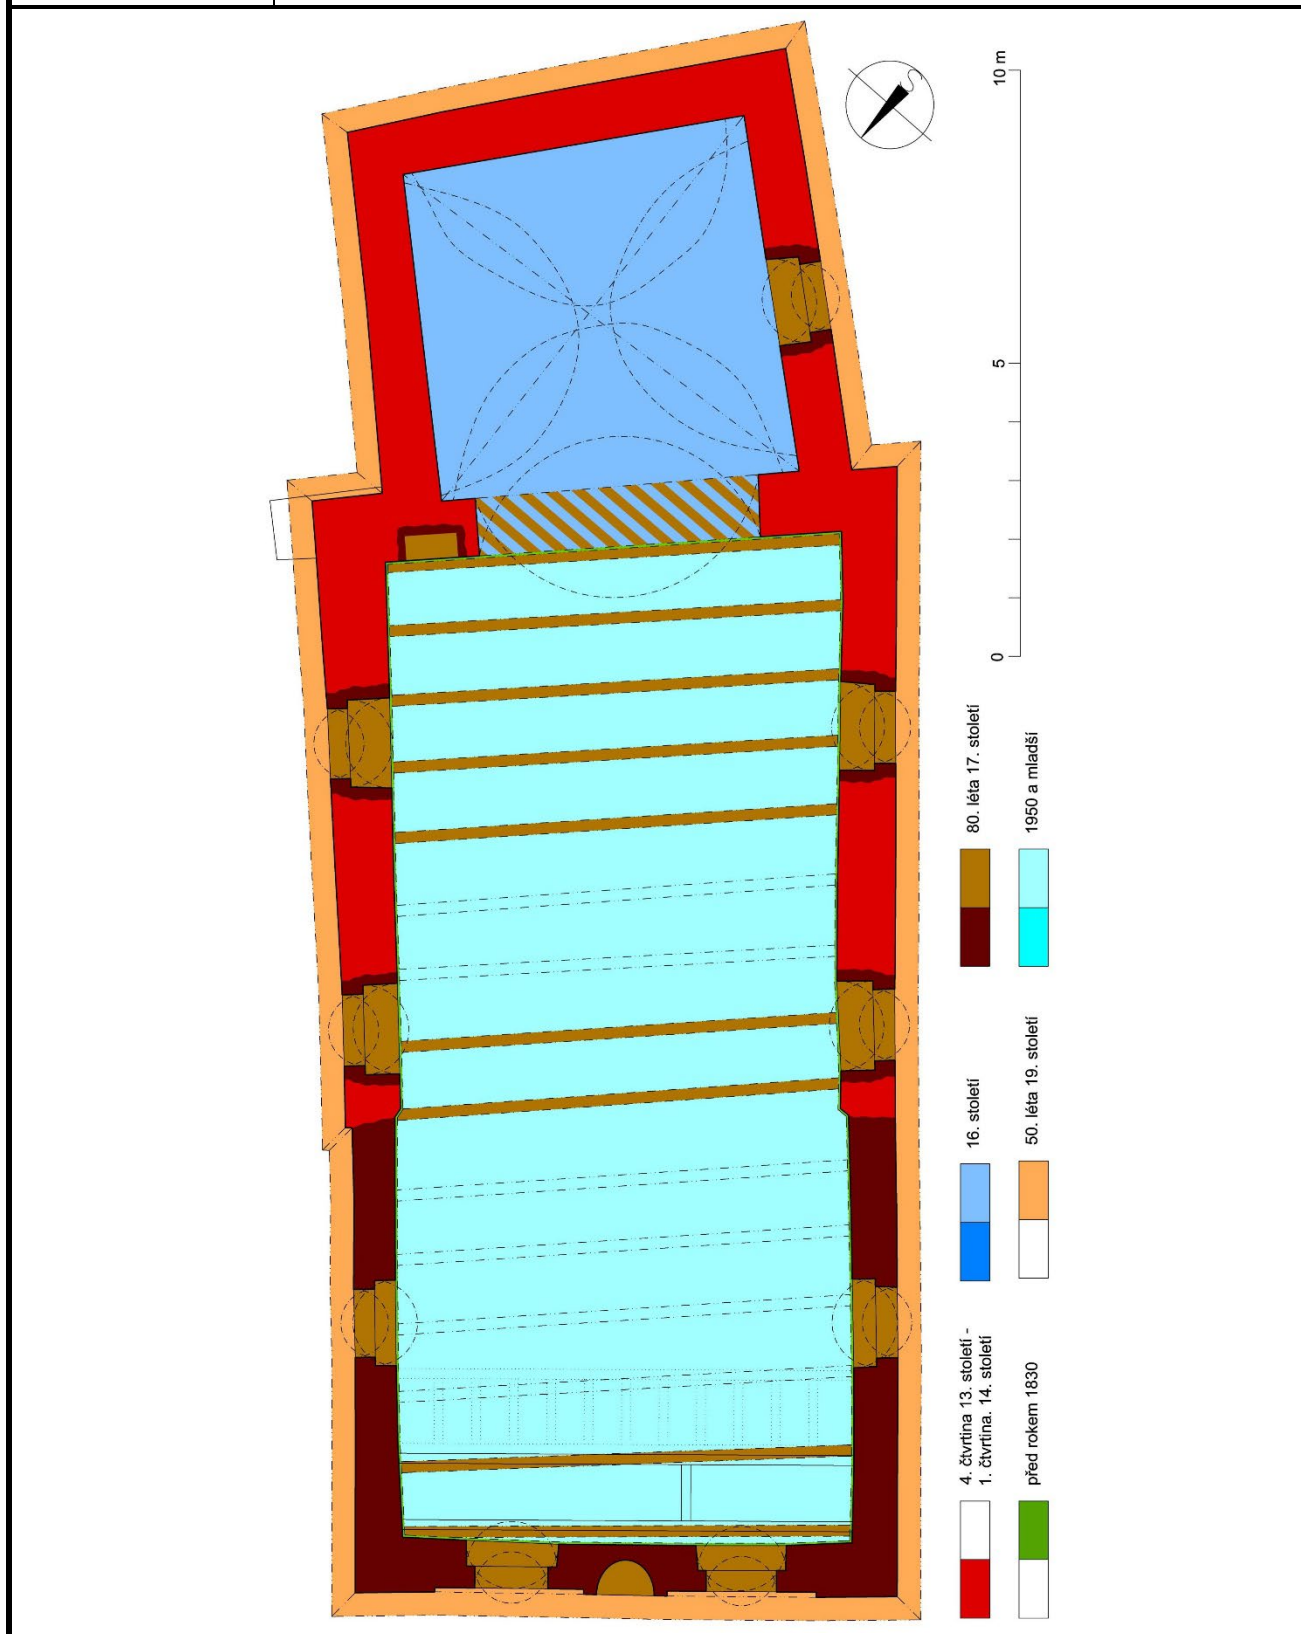 S
10 m
5
0
4. čtvrtina 13. století -
1. čtvrtina. 14. století
před rokem 1830
16. století
50. léta 19. století
80. léta 17. století
1950 a mladší